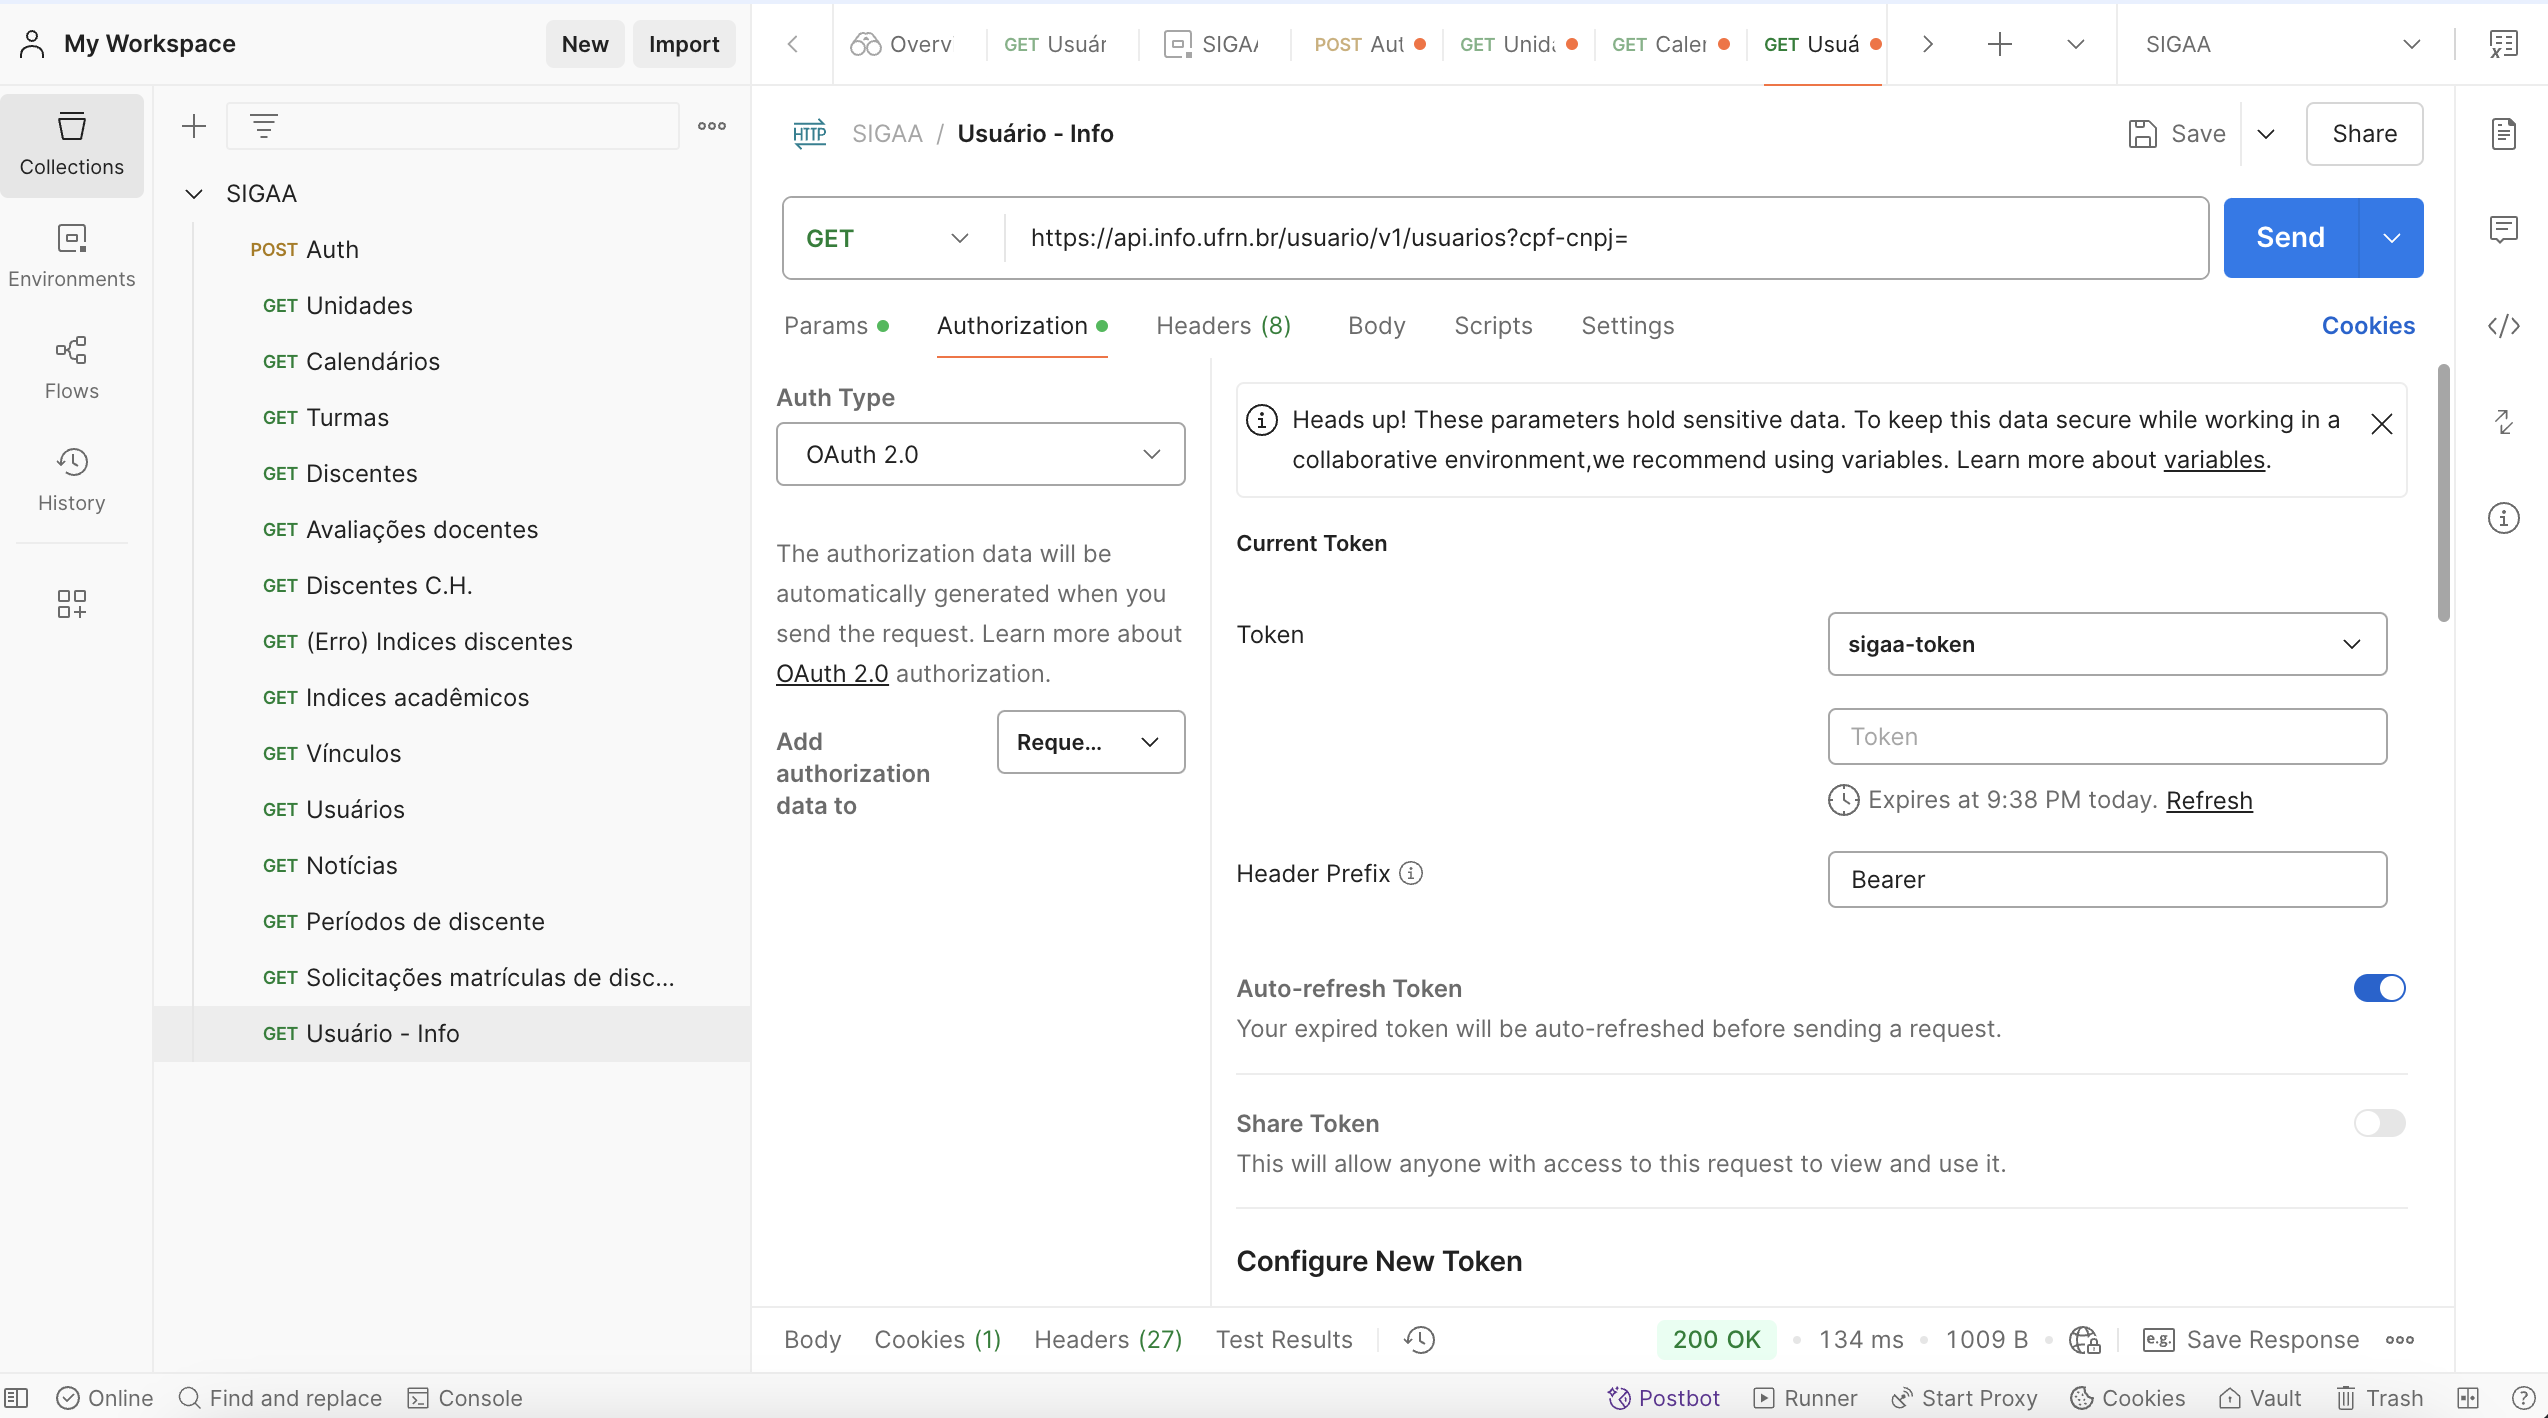 My Workspace
New
Import
Overv
GET Usuár
SIGAA
POST Aut
GET Unid
GET Caler
GET Usuá
SIGAA
Collections
Environments
Flows
History
SIGAA
POST Auth
GET Unidades
GET Calendários
GET Turmas
GET Discentes
GET Avaliações docentes
GET Discentes C.H.
GET (Erro) Indices discentes
GET Indices acadêmicos
GET Vínculos
GET Usuários
GET Notícias
GET Períodos de discente
GET Solicitações matrículas de disc...
GET Usuário - Info
HTTP SIGAA / Usuário - Info
Save
Share
GET
https://api.info.ufrn.br/usuario/v1/usuarios?cpf-cnpj=
Send
Params
Authorization
Headers (8)
Body
Scripts
Settings
Cookies
Auth Type
OAuth 2.0
The authorization data will be
automatically generated when you
send the request. Learn more about
OAuth 2.0 authorization.
Add
authorization
data to
Reque...
Heads up! These parameters hold sensitive data. To keep this data secure while working in a
collaborative environment,we recommend using variables. Learn more about variables.
Current Token
Token
sigaa-token
Token
Expires at 9:38 PM today. Refresh
Header Prefix
Bearer
Auto-refresh Token
Your expired token will be auto-refreshed before sending a request.
Share Token
This will allow anyone with access to this request to view and use it.
Configure New Token
Body
Cookies (1)
Headers (27)
Test Results
200 OK
134 ms
1009 B
e.g. Save Response
Online
Find and replace
Console
Postbot
Runner
Start Proxy
Cookies
Vault
Trash